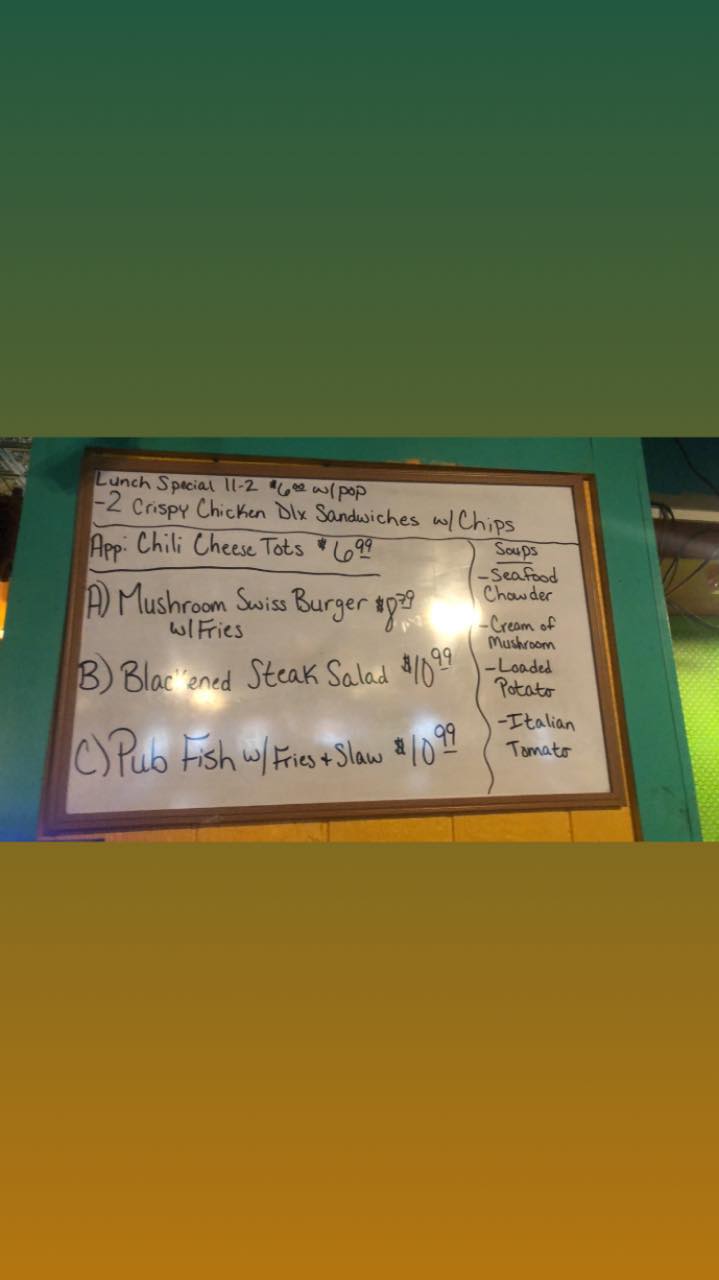 Lunch Special 11-2 $6.00 w/pop
-2 Crispy Chicken Dlx Sandwiches w/Chips
App: Chili Cheese Tots $6.99
A) Mushroom Swiss Burger
w/Fries
B) Blackened Steak Salad $10.99
C) Pub Fish w/Fries + Slaw $10.99
Soups
-Seafood
Chowder
-Cream of
Mushroom
-Loaded
Potato
-Italian
Tomato